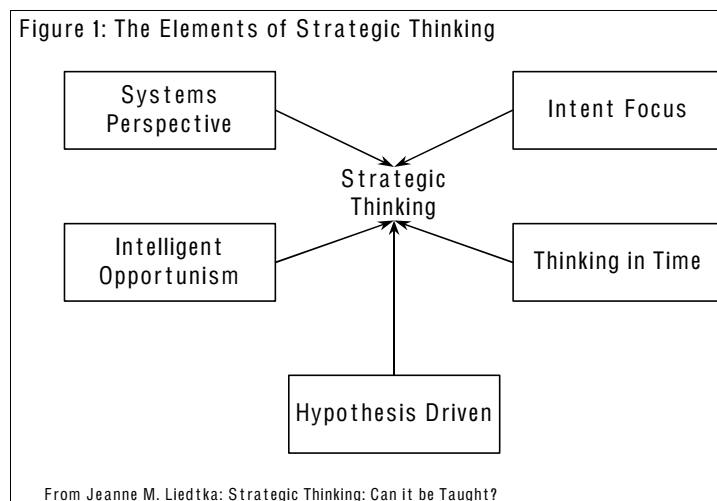 Figure 1: The Elements of Strategic Thinking
Systems
Perspective
Intent Focus
Strategic
Thinking
Intelligent
Opportunism
Thinking in Time
Hypothesis Driven
From Jeanne M. Liedtka: Strategic Thinking: Can it be Taught?